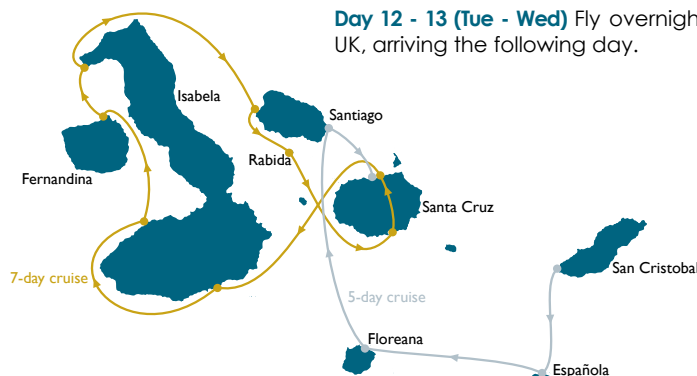 Day 12 - 13 (Tue - Wed) Fly overnigh
UK, arriving the following day.
Isabela
Santiago
Rabida
Fernandina
Santa Cruz
San Cristobal
7-day cruise
5-day cruise
Floreana
Española